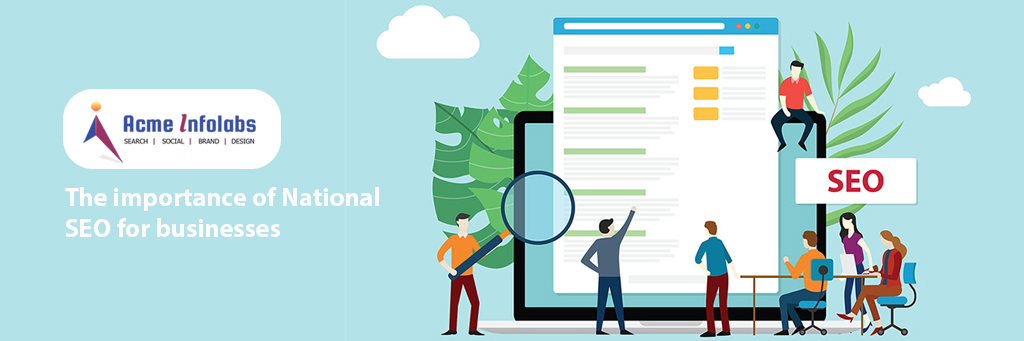 Acme Infolabs
SEARCH | SOCIAL | BRAND | DESIGN
The importance of National
SEO for businesses
SEO